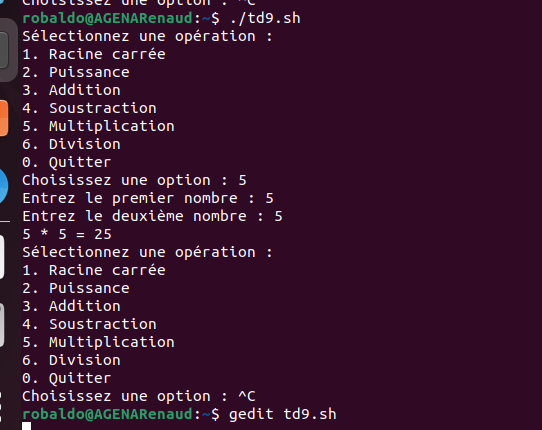 Choisissez une option : ^C
robaldo@AGENARenaud:~$ ./td9.sh
Sélectionnez une opération :
1. Racine carrée
2. Puissance
3. Addition
4. Soustraction
5. Multiplication
6. Division
0. Quitter
Choisissez une option : 5
Entrez le premier nombre : 5
Entrez le deuxième nombre : 5
5 * 5 = 25
Sélectionnez une opération :
1. Racine carrée
2. Puissance
3. Addition
4. Soustraction
5. Multiplication
6. Division
0. Quitter
Choisissez une option : ^C
robaldo@AGENARenaud:~$ gedit td9.sh